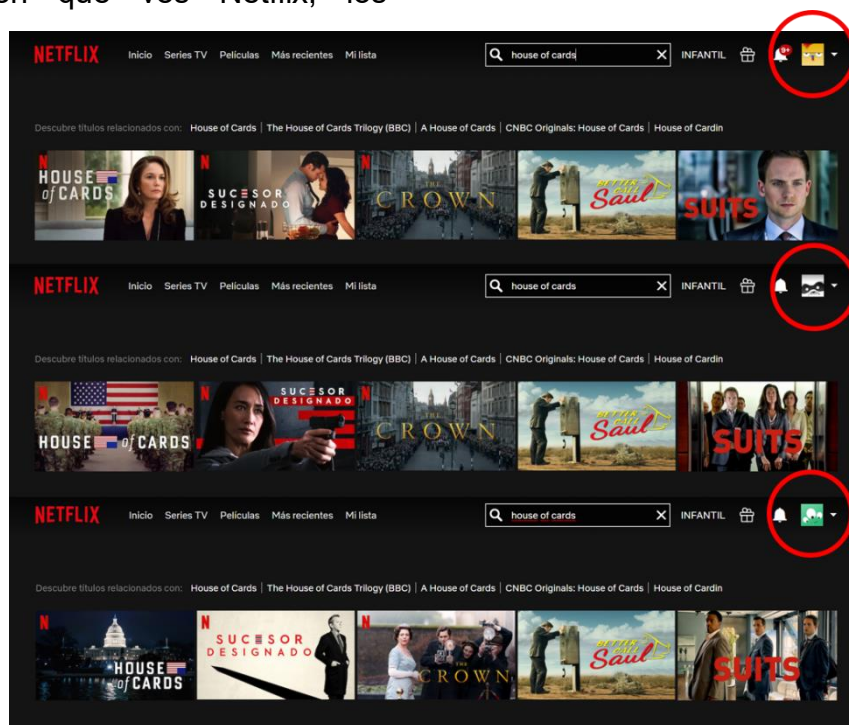 en que ves Netflix, los
NETFLIX Inicio Series TV Películas Más recientes Mi lista house of cards INFANTIL 9+
Descubre títulos relacionados con: House of Cards | The House of Cards Trilogy (BBC) | A House of Cards | CNBC Originals: House of Cards | House of Cardin
N HOUSE of CARDS N SUCESOR DESIGNADO N THE CROWN BETTER CALL Saul SUITS
NETFLIX Inicio Series TV Películas Más recientes Mi lista house of cards INFANTIL
Descubre títulos relacionados con: House of Cards | The House of Cards Trilogy (BBC) | A House of Cards | CNBC Originals: House of Cards | House of Cardin
N HOUSE of CARDS N SUCESOR DESIGNADO N THE CROWN BETTER CALL Saul SUITS
NETFLIX Inicio Series TV Películas Más recientes Mi lista house of cards INFANTIL
Descubre títulos relacionados con: House of Cards | The House of Cards Trilogy (BBC) | A House of Cards | CNBC Originals: House of Cards | House of Cardin
N HOUSE of CARDS N SUCESOR DESIGNADO N THE CROWN BETTER CALL Saul SUITS